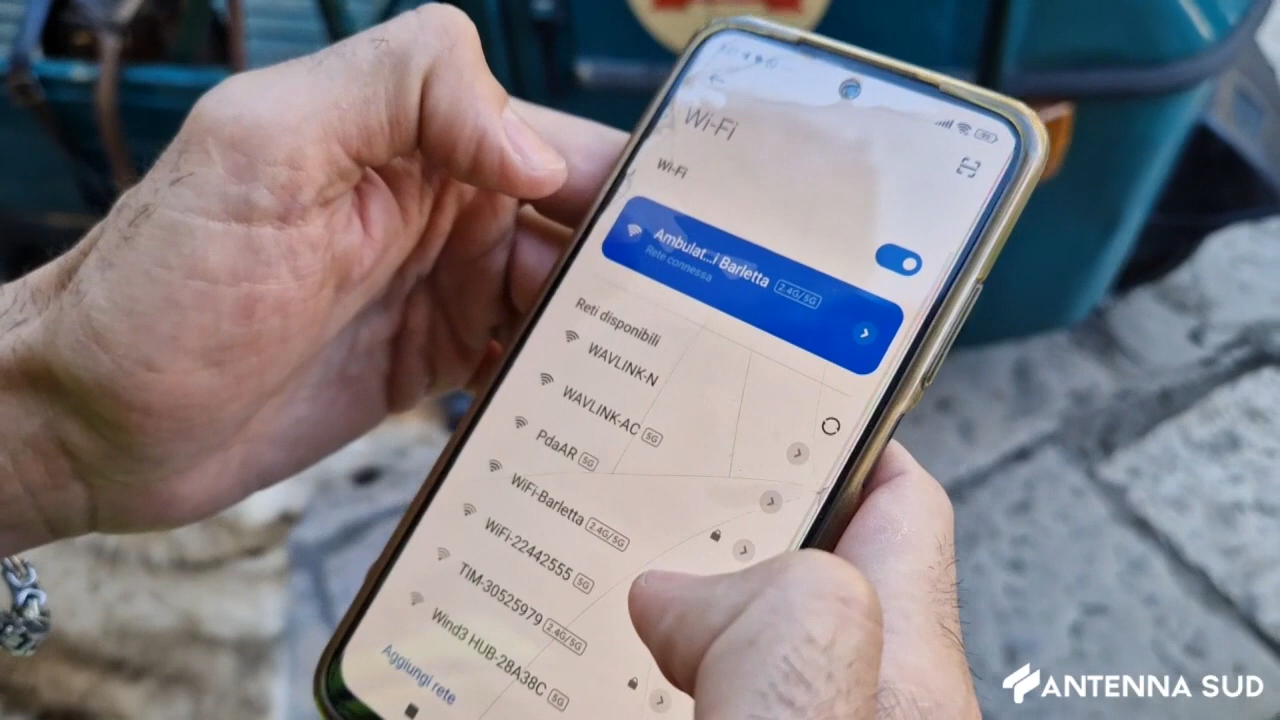 Wi-Fi
Wi-Fi
Ambulat...i Barletta 2.4G/5G
Rete connessa
Reti disponibili
WAVLINK-N
WAVLINK-AC 5G
PdaAR 5G
WiFi-Barletta 2.4G/5G
WiFi-22442555 5G
TIM-30525979 2.4G/5G
Wind3 HUB-28A38C 5G
Aggiungi rete
ANTENNA SUD